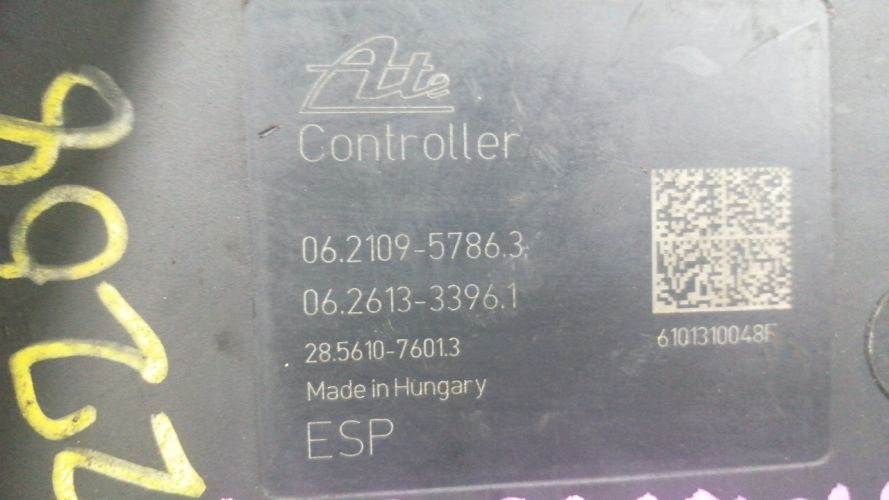 Ate
Controller
06.2109-5786.3
06.2613-3396.1
28.5610-7601.3
Made in Hungary
ESP
6101310048F